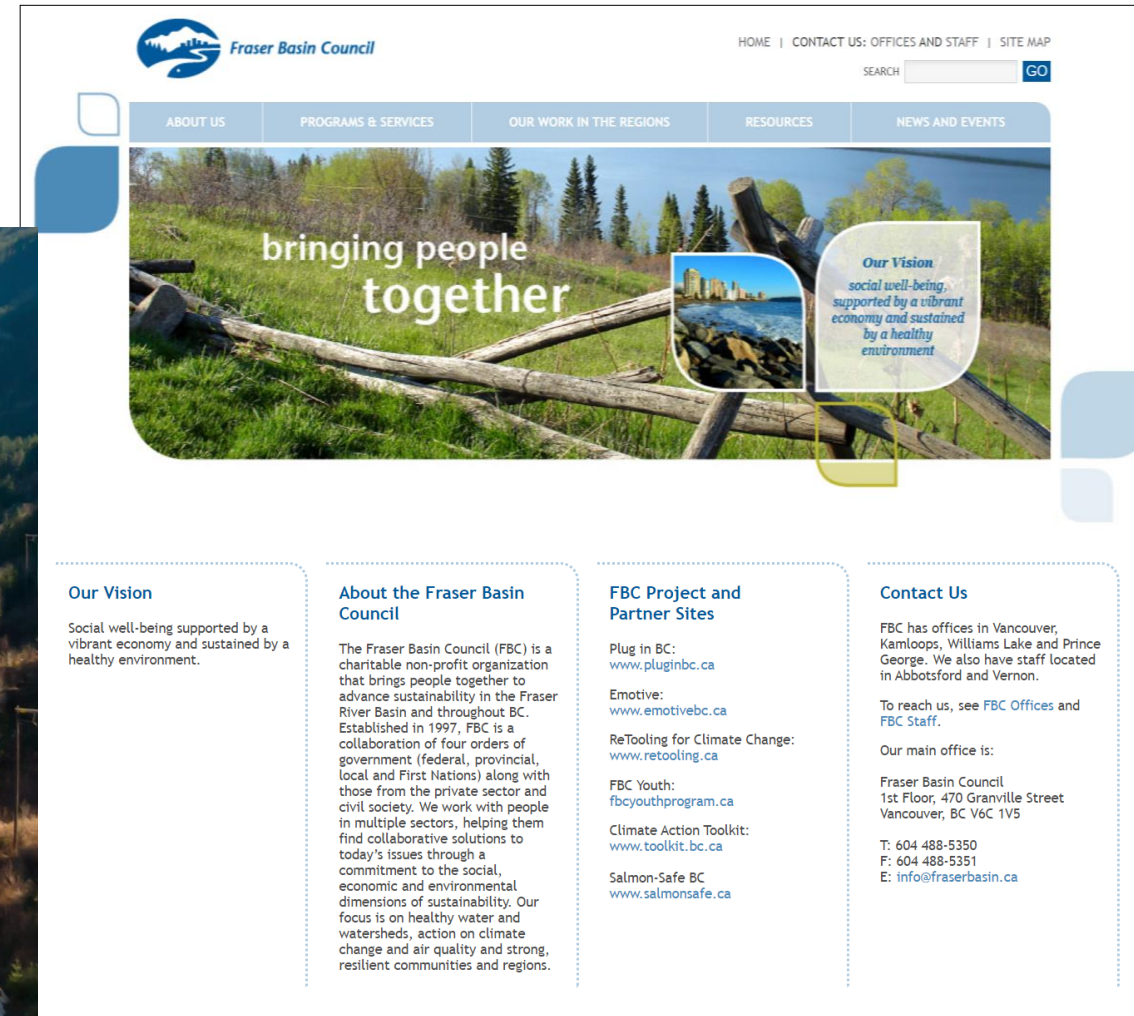 Fraser Basin Council
HOME | CONTACT US: OFFICES AND STAFF | SITE MAP
SEARCH GO
ABOUT US PROGRAMS & SERVICES OUR WORK IN THE REGIONS RESOURCES NEWS AND EVENTS
bringing people
together
Our Vision
social well-being,
supported by a vibrant
economy and sustained
by a healthy
environment
Our Vision
Social well-being supported by a
vibrant economy and sustained by a
healthy environment.
About the Fraser Basin
Council
The Fraser Basin Council (FBC) is a
charitable non-profit organization
that brings people together to
advance sustainability in the Fraser
River Basin and throughout BC.
Established in 1997, FBC is a
collaboration of four orders of
government (federal, provincial,
local and First Nations) along with
those from the private sector and
civil society. We work with people
in multiple sectors, helping them
find collaborative solutions to
today's issues through a
commitment to the social,
economic and environmental
dimensions of sustainability. Our
focus is on healthy water and
watersheds, action on climate
change and air quality and strong,
resilient communities and regions.
FBC Project and
Partner Sites
Plug in BC:
www.pluginbc.ca
Emotive:
www.emotivebc.ca
ReTooling for Climate Change:
www.retooling.ca
FBC Youth:
fbcyouthprogram.ca
Climate Action Toolkit:
www.toolkit.bc.ca
Salmon-Safe BC
www.salmonsafe.ca
Contact Us
FBC has offices in Vancouver,
Kamloops, Williams Lake and Prince
George. We also have staff located
in Abbotsford and Vernon.
To reach us, see FBC Offices and
FBC Staff.
Our main office is:
Fraser Basin Council
1st Floor, 470 Granville Street
Vancouver, BC V6C 1V5
T: 604 488-5350
F: 604 488-5351
E: info@fraserbasin.ca